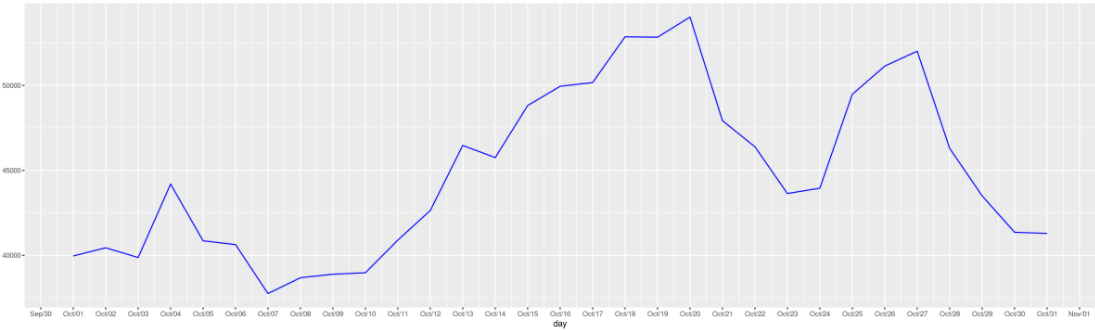 50000
45000
40000
Sep/30 Oct/01 Oct/02 Oct/03 Oct/04 Oct/05 Oct/06 Oct/07 Oct/08 Oct/09 Oct/10 Oct/11 Oct/12 Oct/13 Oct/14 Oct/15 Oct/16 Oct/17 Oct/18 Oct/19 Oct/20 Oct/21 Oct/22 Oct/23 Oct/24 Oct/25 Oct/26 Oct/27 Oct/28 Oct/29 Oct/30 Oct/31 Nov/01
day